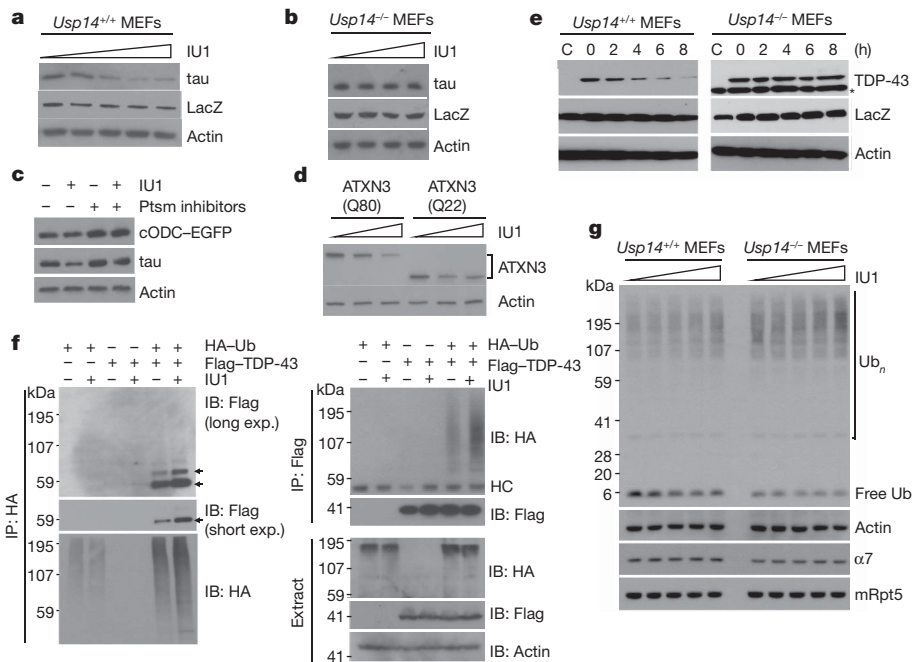 a
Usp14+/+ MEFs
IU1
tau
LacZ
Actin
b
Usp14–/– MEFs
IU1
tau
LacZ
Actin
e
Usp14+/+ MEFs
Usp14–/– MEFs
C 0 2 4 6 8
C 0 2 4 6 8 (h)
TDP-43
*
LacZ
Actin
c
– + – + IU1
– – + + Ptsm inhibitors
cODC–EGFP
tau
Actin
d
ATXN3 (Q80)
ATXN3 (Q22)
IU1
ATXN3
Actin
f
+ + – – + + HA–Ub
– – + + + + Flag–TDP-43
– + – + – + IU1
kDa
IP: HA
195
107
59
IB: Flag
(long exp.)
59
IB: Flag
(short exp.)
195
107
59
IB: HA
+ + – – + + HA–Ub
– – + + + + Flag–TDP-43
– + – + – + IU1
kDa
IP: Flag
195
107
59
41
IB: HA
HC
IB: Flag
Extract
195
107
59
41
41
IB: HA
IB: Flag
IB: Actin
g
Usp14+/+ MEFs
Usp14–/– MEFs
IU1
kDa
195
107
59
41
28
20
6
Ubn
Free Ub
Actin
α7
mRpt5